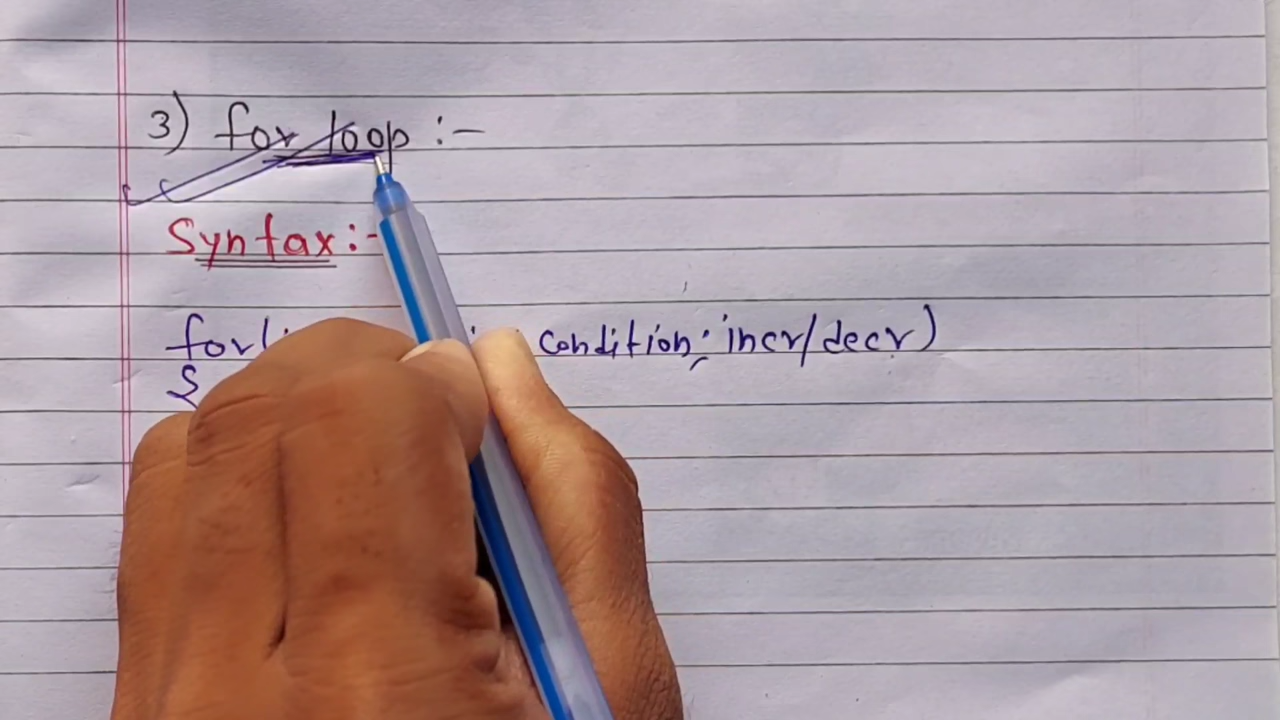 3) for loop :-
Syntax :-
for( condition; incr/decr)
{